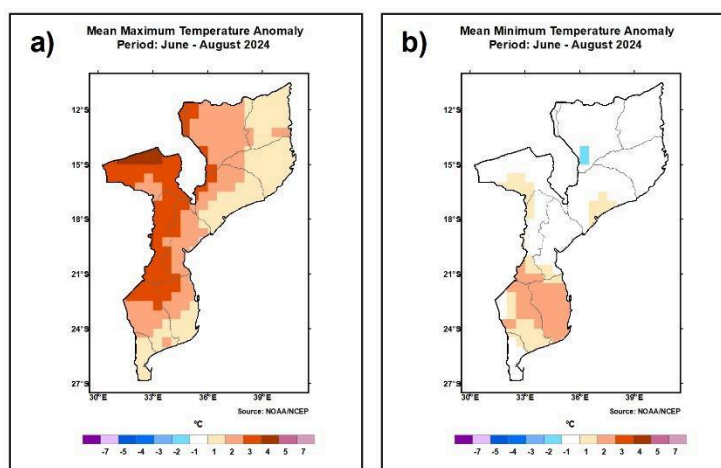 a)
Mean Maximum Temperature Anomaly
Period: June - August 2024
12°S
15°S
18°S
21°S
24°S
27°S
30°E 33°E 36°E 39°E
Source: NOAA/NCEP
°C
-7 -5 -4 -3 -2 -1 1 2 3 4 5 7
b)
Mean Minimum Temperature Anomaly
Period: June - August 2024
12°S
15°S
18°S
21°S
24°S
27°S
30°E 33°E 36°E 39°E
Source: NOAA/NCEP
°C
-7 -5 -4 -3 -2 -1 1 2 3 4 5 7